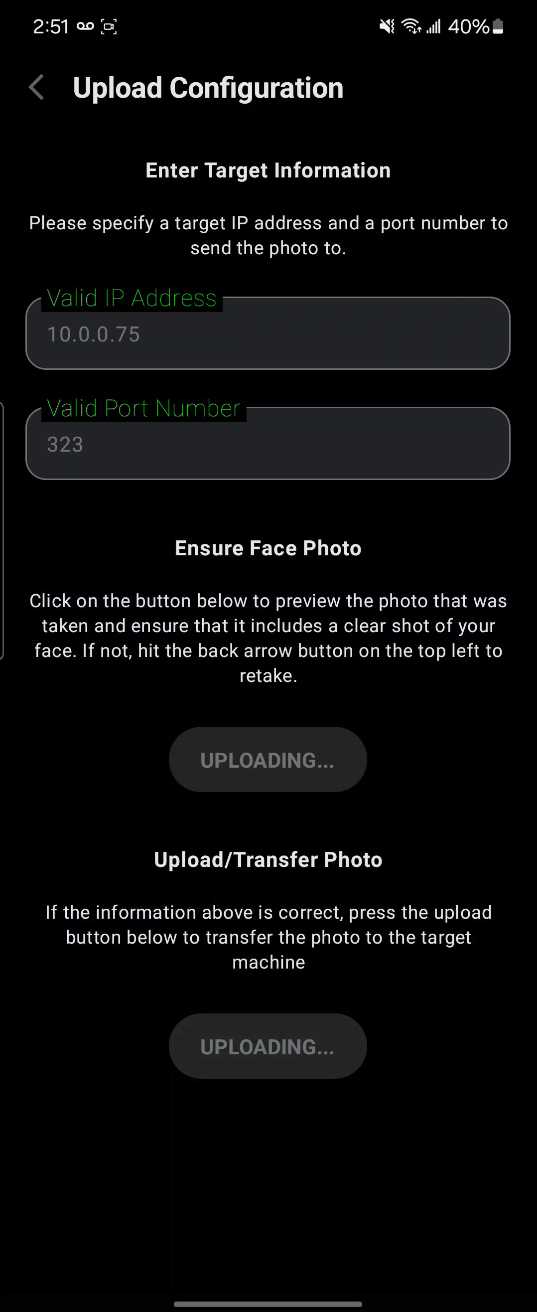 2:51 40%
Upload Configuration
Enter Target Information
Please specify a target IP address and a port number to
send the photo to.
Valid IP Address
10.0.0.75
Valid Port Number
323
Ensure Face Photo
Click on the button below to preview the photo that was
taken and ensure that it includes a clear shot of your
face. If not, hit the back arrow button on the top left to
retake.
UPLOADING...
Upload/Transfer Photo
If the information above is correct, press the upload
button below to transfer the photo to the target
machine
UPLOADING...